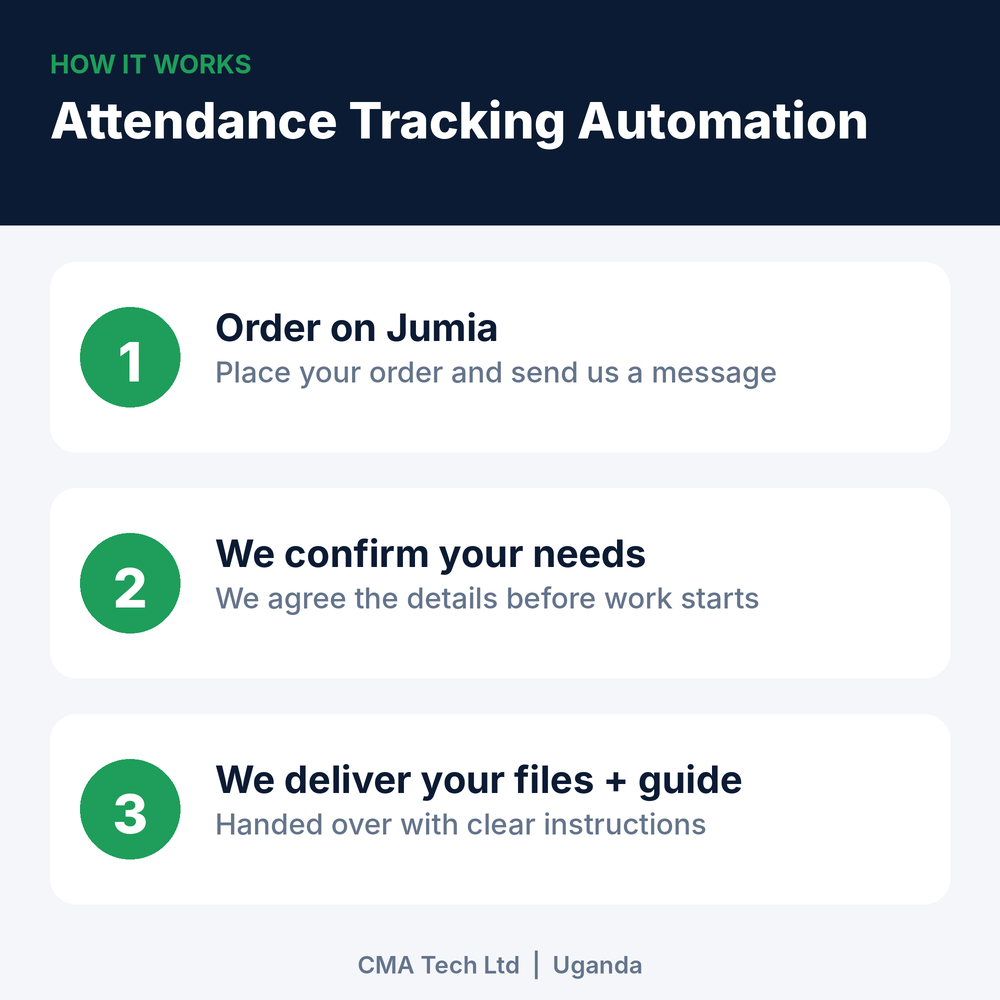 HOW IT WORKS
Attendance Tracking Automation
1
Order on Jumia
Place your order and send us a message
2
We confirm your needs
We agree the details before work starts
3
We deliver your files + guide
Handed over with clear instructions
CMA Tech Ltd | Uganda